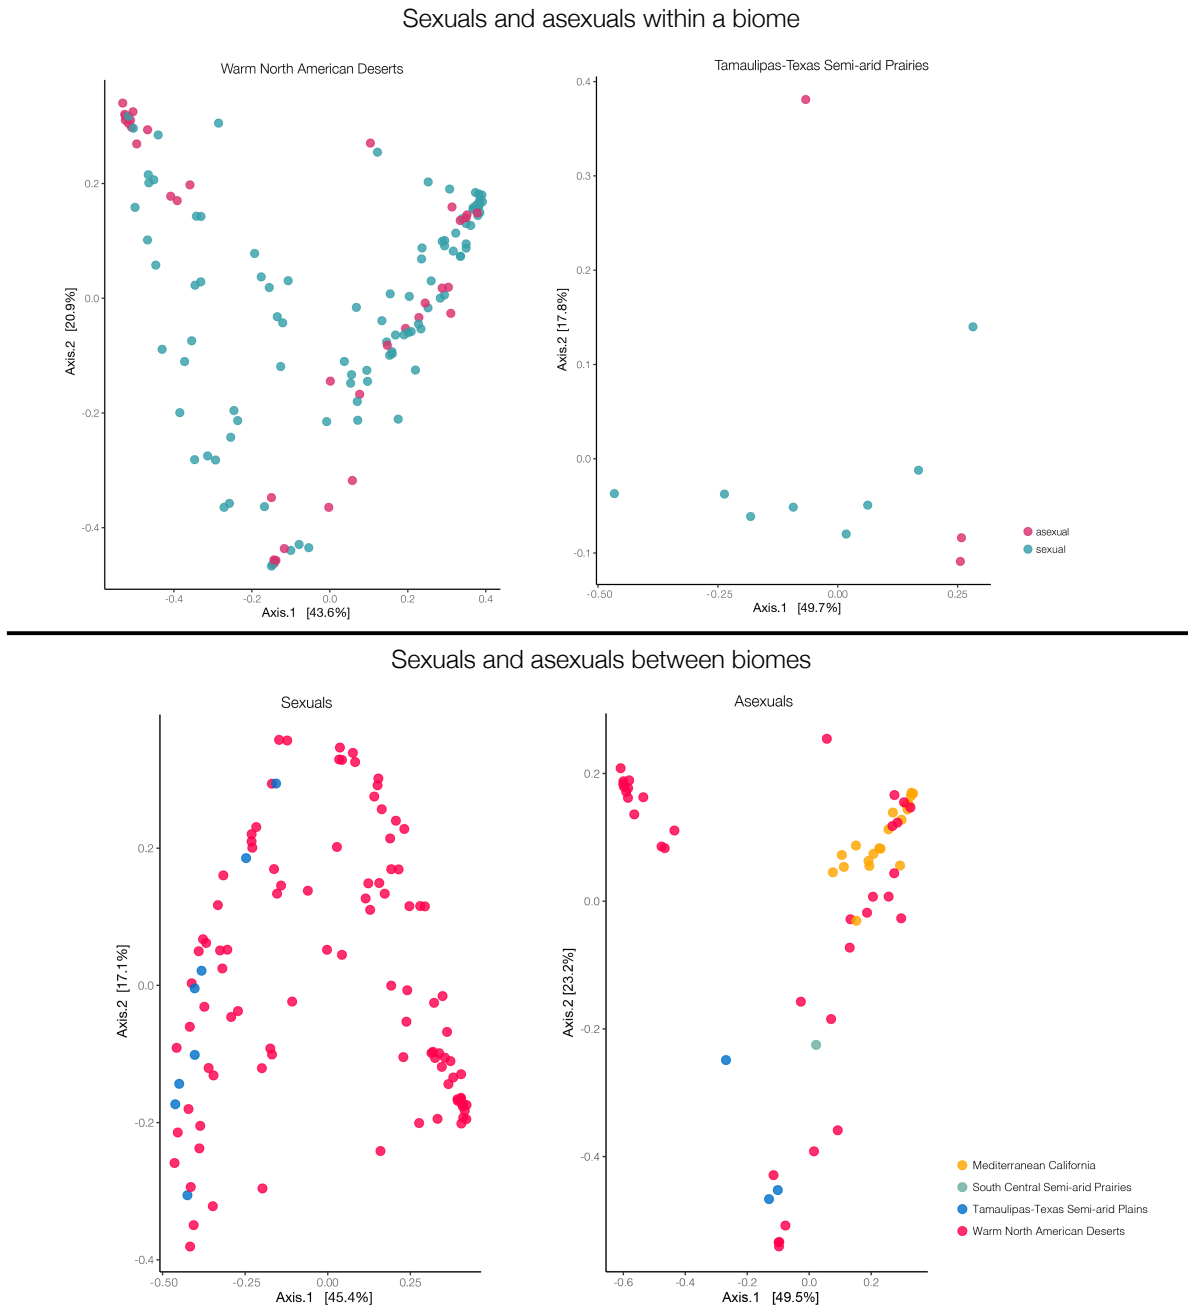 Sexuals and asexuals within a biome
Warm North American Deserts
Axis.2 [20.9%]
0.2
0.0
-0.2
-0.4
-0.4
-0.2
0.0
0.2
0.4
Axis.1 [43.6%]
Tamaulipas-Texas Semi-arid Prairies
Axis.2 [17.8%]
0.4
0.3
0.2
0.1
0.0
-0.1
-0.50
-0.25
0.00
0.25
Axis.1 [49.7%]
asexual
sexual
Sexuals and asexuals between biomes
Sexuals
Axis.2 [17.1%]
0.2
0.0
-0.2
-0.4
-0.50
-0.25
0.00
0.25
Axis.1 [45.4%]
Asexuals
Axis.2 [23.2%]
0.2
0.0
-0.2
-0.4
-0.6
-0.4
-0.2
0.0
0.2
Axis.1 [49.5%]
Mediterranean California
South Central Semi-arid Prairies
Tamaulipas-Texas Semi-arid Plains
Warm North American Deserts